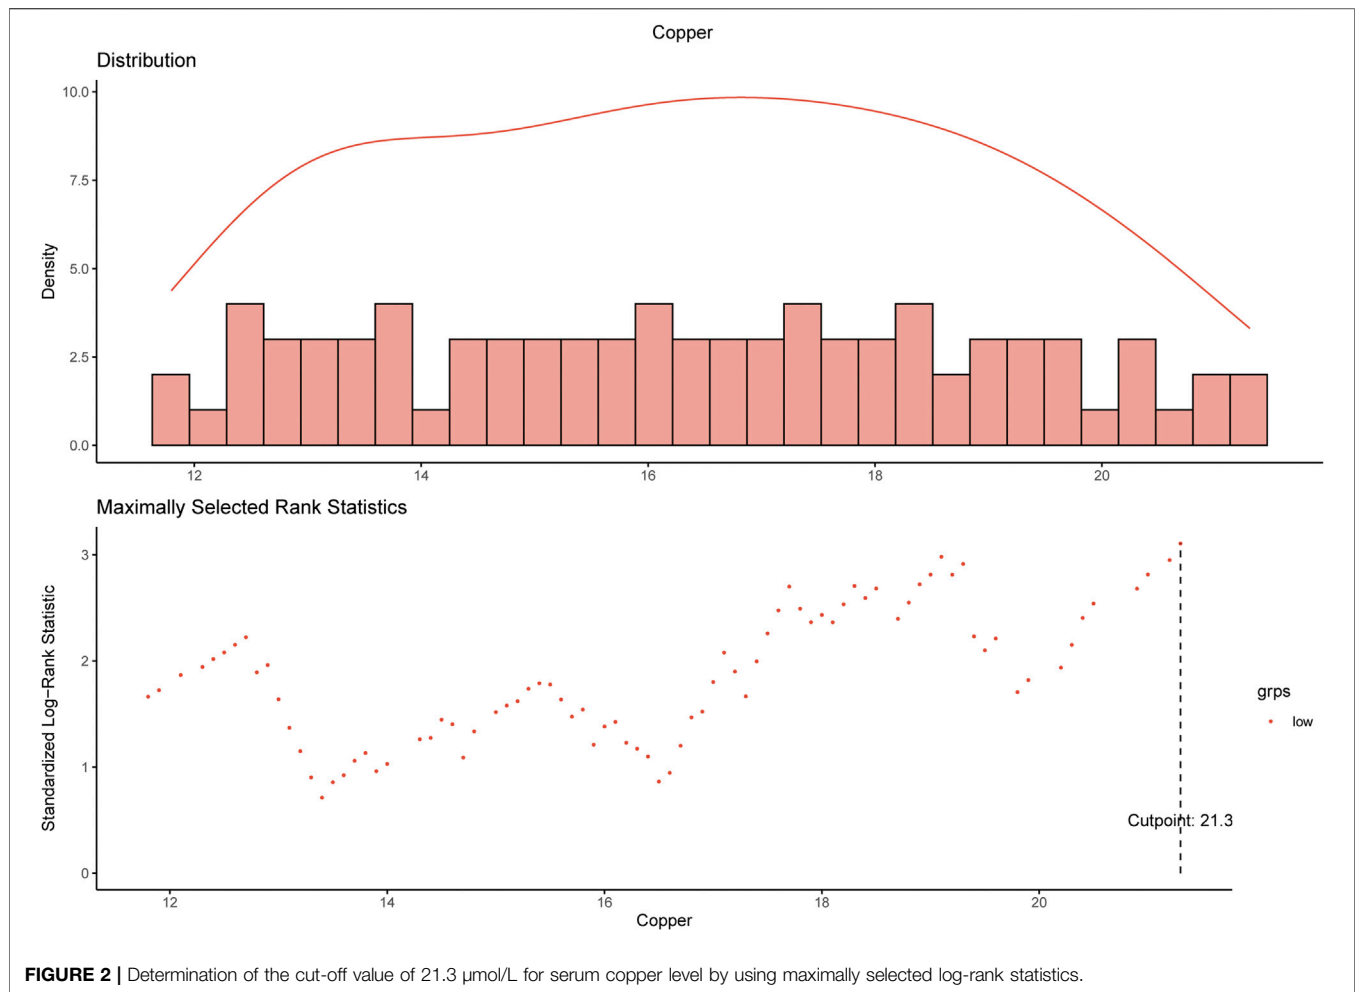 Copper
Distribution
10.0
7.5
5.0
2.5
0.0
Density
12 14 16 18 20
Maximally Selected Rank Statistics
3
2
1
0
Standardized Log−Rank Statistic
Cutpoint: 21.3
grps
low
12 14 16 18 20
Copper
FIGURE 2 | Determination of the cut-off value of 21.3 μmol/L for serum copper level by using maximally selected log-rank statistics.